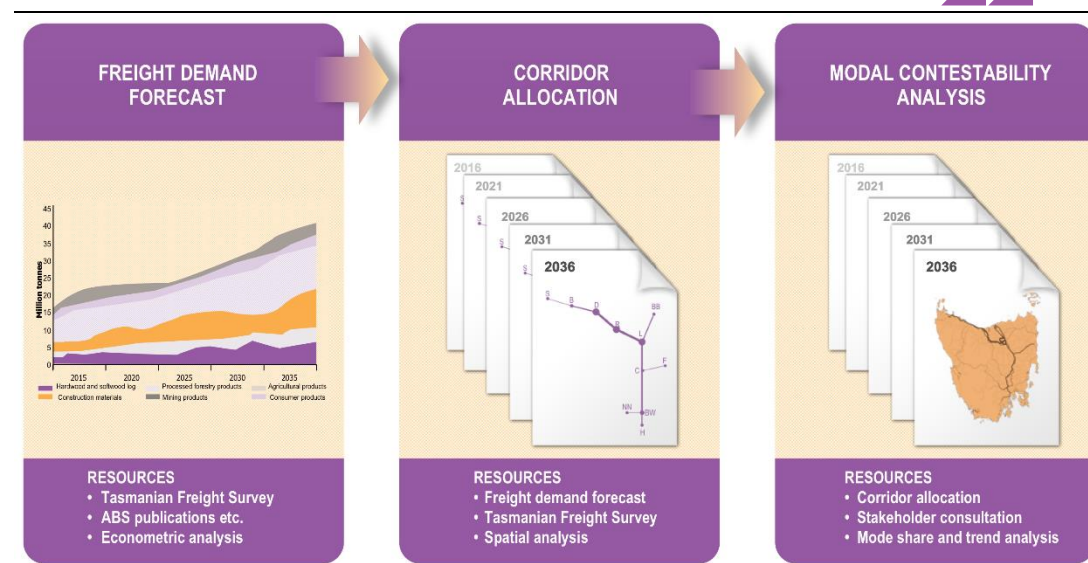 FREIGHT DEMAND
FORECAST
CORRIDOR
ALLOCATION
MODAL CONTESTABILITY
ANALYSIS
Million tonnes
45
40
35
30
25
20
15
10
5
0
2015
2020
2025
2030
2035
Hardwood and softwood log
Processed forestry products
Agricultural products
Construction materials
Mining products
Consumer products
2016
2021
2026
2031
2036
S
S
S
S
S
B
D
B
L
BB
C
F
NN
BW
H
2016
2021
2026
2031
2036
RESOURCES
• Tasmanian Freight Survey
• ABS publications etc.
• Econometric analysis
RESOURCES
• Freight demand forecast
• Tasmanian Freight Survey
• Spatial analysis
RESOURCES
• Corridor allocation
• Stakeholder consultation
• Mode share and trend analysis